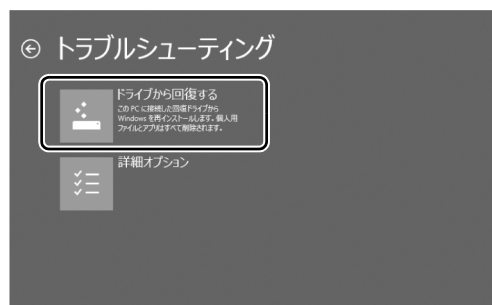 トラブルシューティング
ドライブから回復する
この PC に接続した回復ドライブから
Windows を再インストールします。個人用
ファイルとアプリはすべて削除されます。
詳細オプション